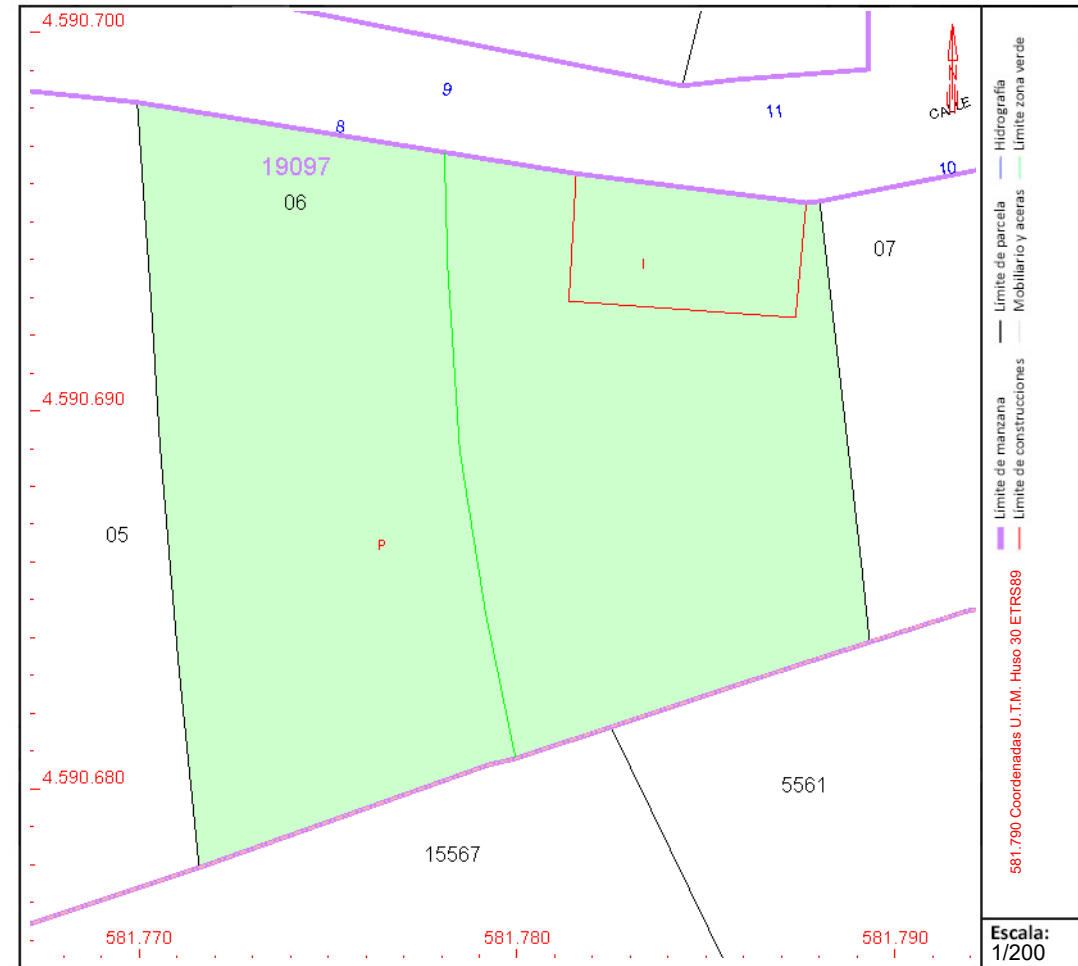 4.590.700
9
11
CALLE
8
10
19097
06
07
I
4.590.690
05
P
4.590.680
5561
15567
581.770
581.780
581.790
Hidrografía
Límite zona verde
Límite de parcela
Mobiliario y aceras
Límite de manzana
Límite de construcciones
581.790 Coordenadas U.T.M. Huso 30 ETRS89
Escala:
1/200